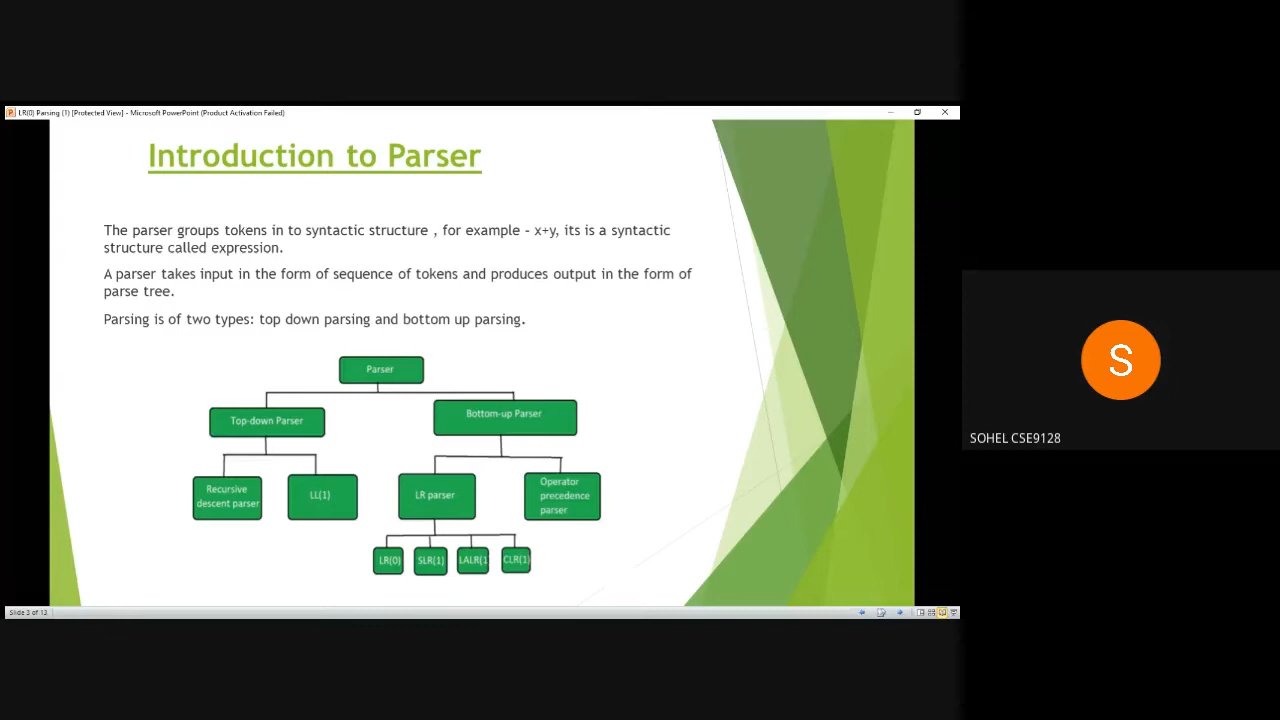 LR(0) Parsing (1) [Protected View] - Microsoft PowerPoint (Product Activation Failed)
Introduction to Parser
The parser groups tokens in to syntactic structure , for example – x+y, its is a syntactic
structure called expression.
A parser takes input in the form of sequence of tokens and produces output in the form of
parse tree.
Parsing is of two types: top down parsing and bottom up parsing.
Parser
Top-down Parser
Bottom-up Parser
Recursive
descent parser
LL(1)
LR parser
Operator
precedence
parser
LR(0)
SLR(1)
LALR(1
CLR(1)
Slide 3 of 13
S
SOHEL CSE9128